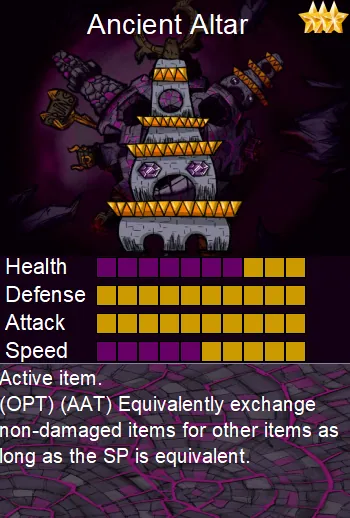 Ancient Altar
Health
Defense
Attack
Speed
Active item.
(OPT) (AAT) Equivalently exchange
non-damaged items for other items as
long as the SP is equivalent.